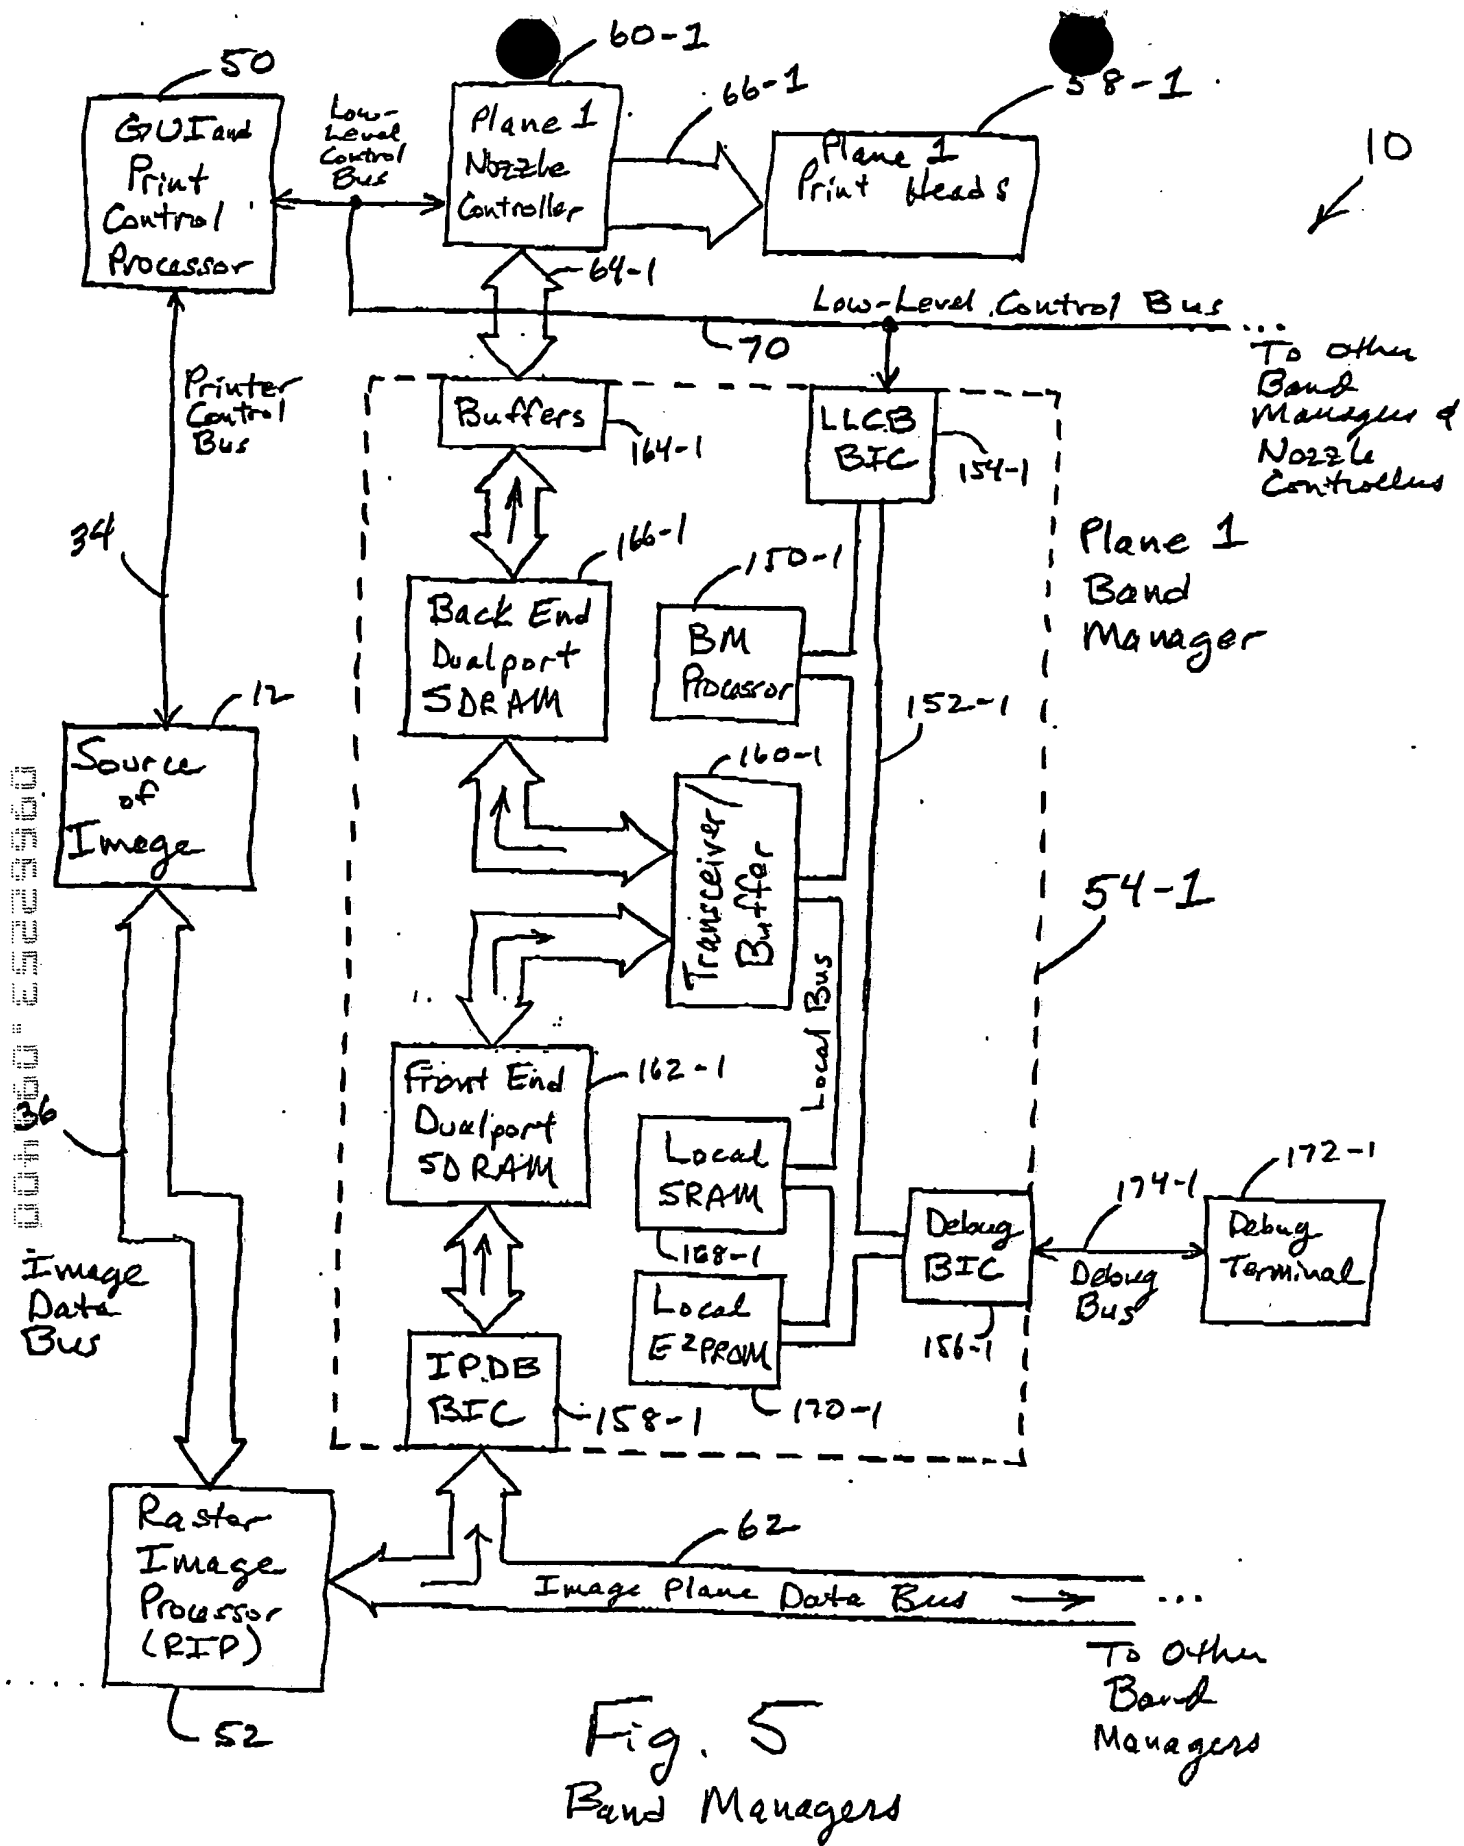 60-1
50
66-1
58-1
10
GUI and
Print
Control
Processor
Low-
Level
Control
Bus
Plane 1
Nozzle
Controller
Plane 1
Print Heads
64-1
Low-Level Control Bus
...
70
To Other
Band
Managers &
Nozzle
Controllers
Printer
Control
Bus
Buffers
164-1
LLCB
BIC
154-1
34
166-1
150-1
Plane 1
Band
Manager
Back End
Dualport
SDRAM
BM
Processor
152-1
12
Source
of
Image
160-1
Transceiver/
Buffer
54-1
Local Bus
36
Front End
Dualport
SDRAM
162-1
Local
SRAM
168-1
172-1
174-1
Debug
BIC
Debug
Terminal
Debug
Bus
156-1
Image
Data
Bus
Local
E2PROM
170-1
IPDB
BIC
158-1
Raster
Image
Processor
(RIP)
62
Image Plane Data Bus
...
To Other
Band
Managers
52
Fig. 5
Band Managers